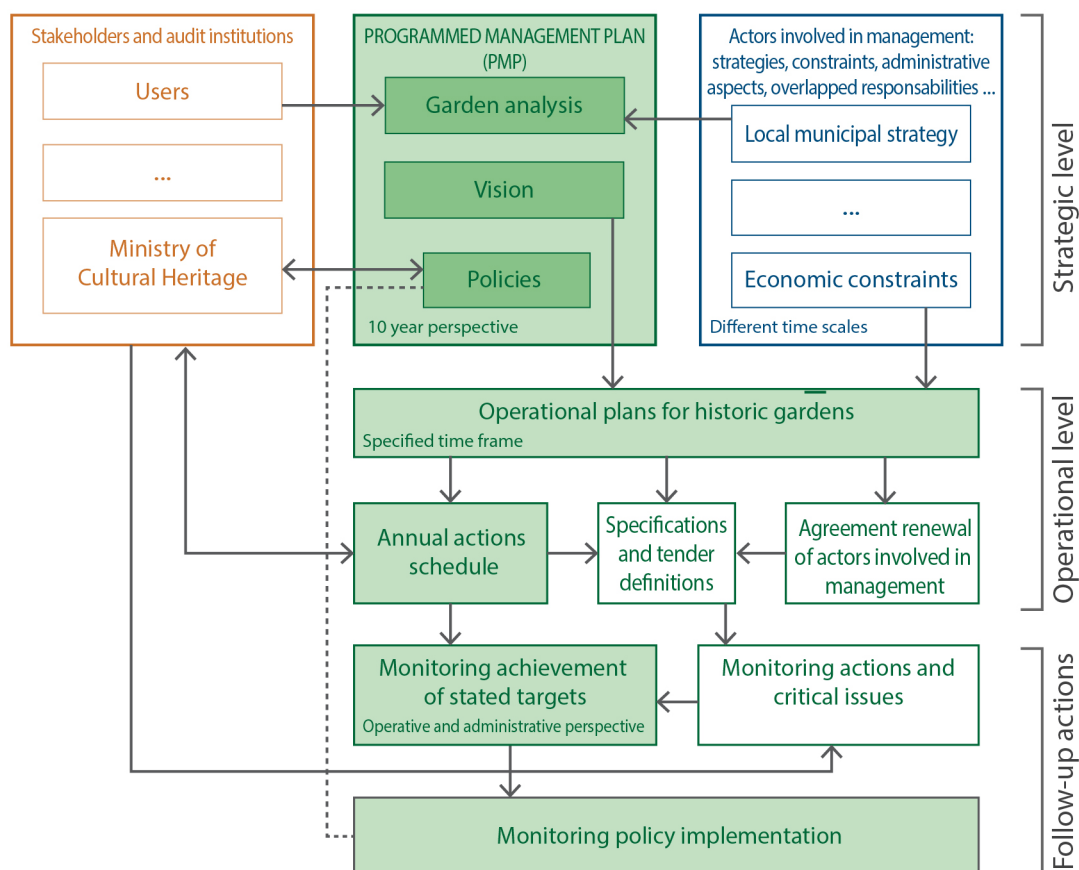 Stakeholders and audit institutions
Users
...
Ministry of
Cultural Heritage
PROGRAMMED MANAGEMENT PLAN
(PMP)
Garden analysis
Vision
Policies
10 year perspective
Actors involved in management:
strategies, constraints, administrative
aspects, overlapped responsabilities ...
Local municipal strategy
...
Economic constraints
Different time scales
Strategic level
Operational plans for historic gardens
Specified time frame
Annual actions
schedule
Specifications
and tender
definitions
Agreement renewal
of actors involved in
management
Operational level
Monitoring achievement
of stated targets
Operative and administrative perspective
Monitoring actions and
critical issues
Monitoring policy implementation
Follow-up actions